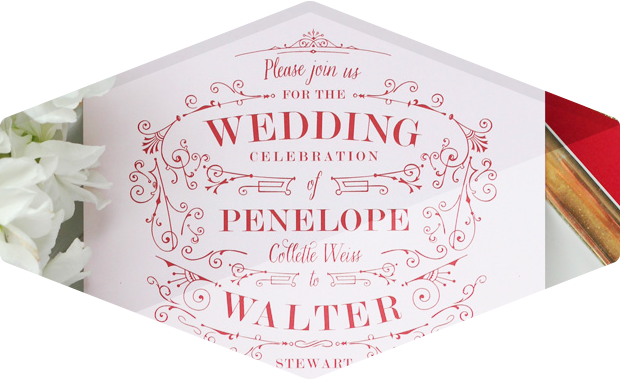 Please join us
FOR THE
WEDDING
CELEBRATION
of
PENELOPE
Collette Weiss
to
WALTER
STEWART